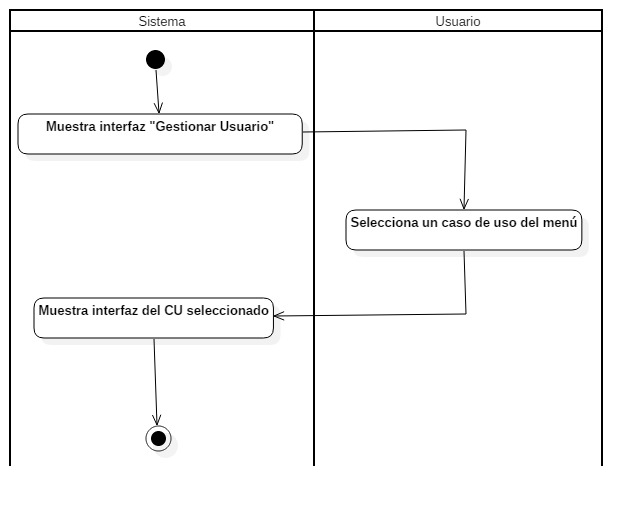 Sistema
Usuario
Muestra interfaz "Gestionar Usuario"
Selecciona un caso de uso del menú
Muestra interfaz del CU seleccionado